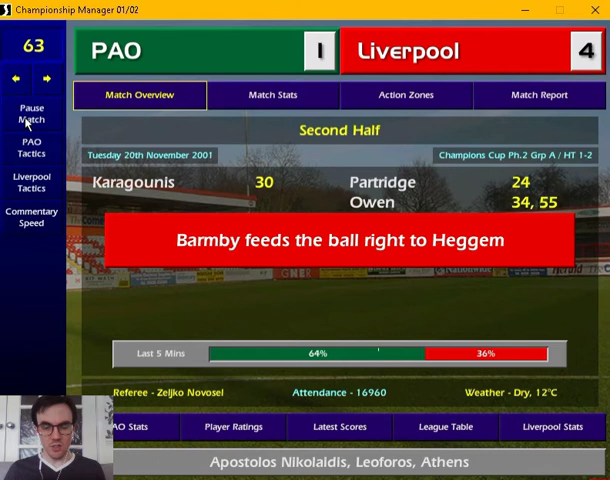 Championship Manager 01/02
63
PAO 1 Liverpool 4
Match Overview Match Stats Action Zones Match Report
Pause Match
PAO Tactics
Liverpool Tactics
Commentary Speed
Second Half
Tuesday 20th November 2001 Champions Cup Ph.2 Grp A / HT 1-2
Karagounis 30 Partridge 24
Owen 34, 55
Barmby feeds the ball right to Heggem
Last 5 Mins 64% 36%
Referee - Zeljko Novosel Attendance - 16960 Weather - Dry, 12°C
AO Stats Player Ratings Latest Scores League Table Liverpool Stats
Apostolos Nikolaidis, Leoforos, Athens